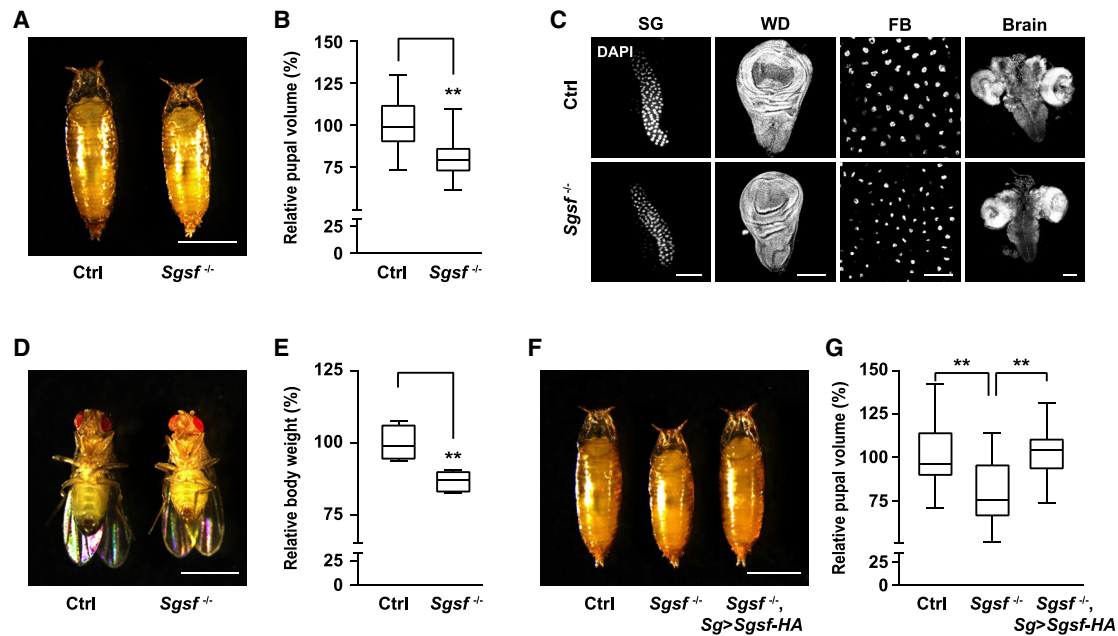 A
Ctrl
Sgsf -/-
B
Relative pupal volume (%)
150
125
100
75
25
0
**
Ctrl
Sgsf -/-
C
SG WD FB Brain
DAPI
Ctrl
Sgsf -/-
D
Ctrl
Sgsf -/-
E
Relative body weight (%)
125
100
75
25
0
**
Ctrl
Sgsf -/-
F
Ctrl
Sgsf -/-
Sgsf -/-,
Sg>Sgsf-HA
G
Relative pupal volume (%)
150
125
100
75
25
0
** **
Ctrl
Sgsf -/-
Sgsf -/-,
Sg>Sgsf-HA